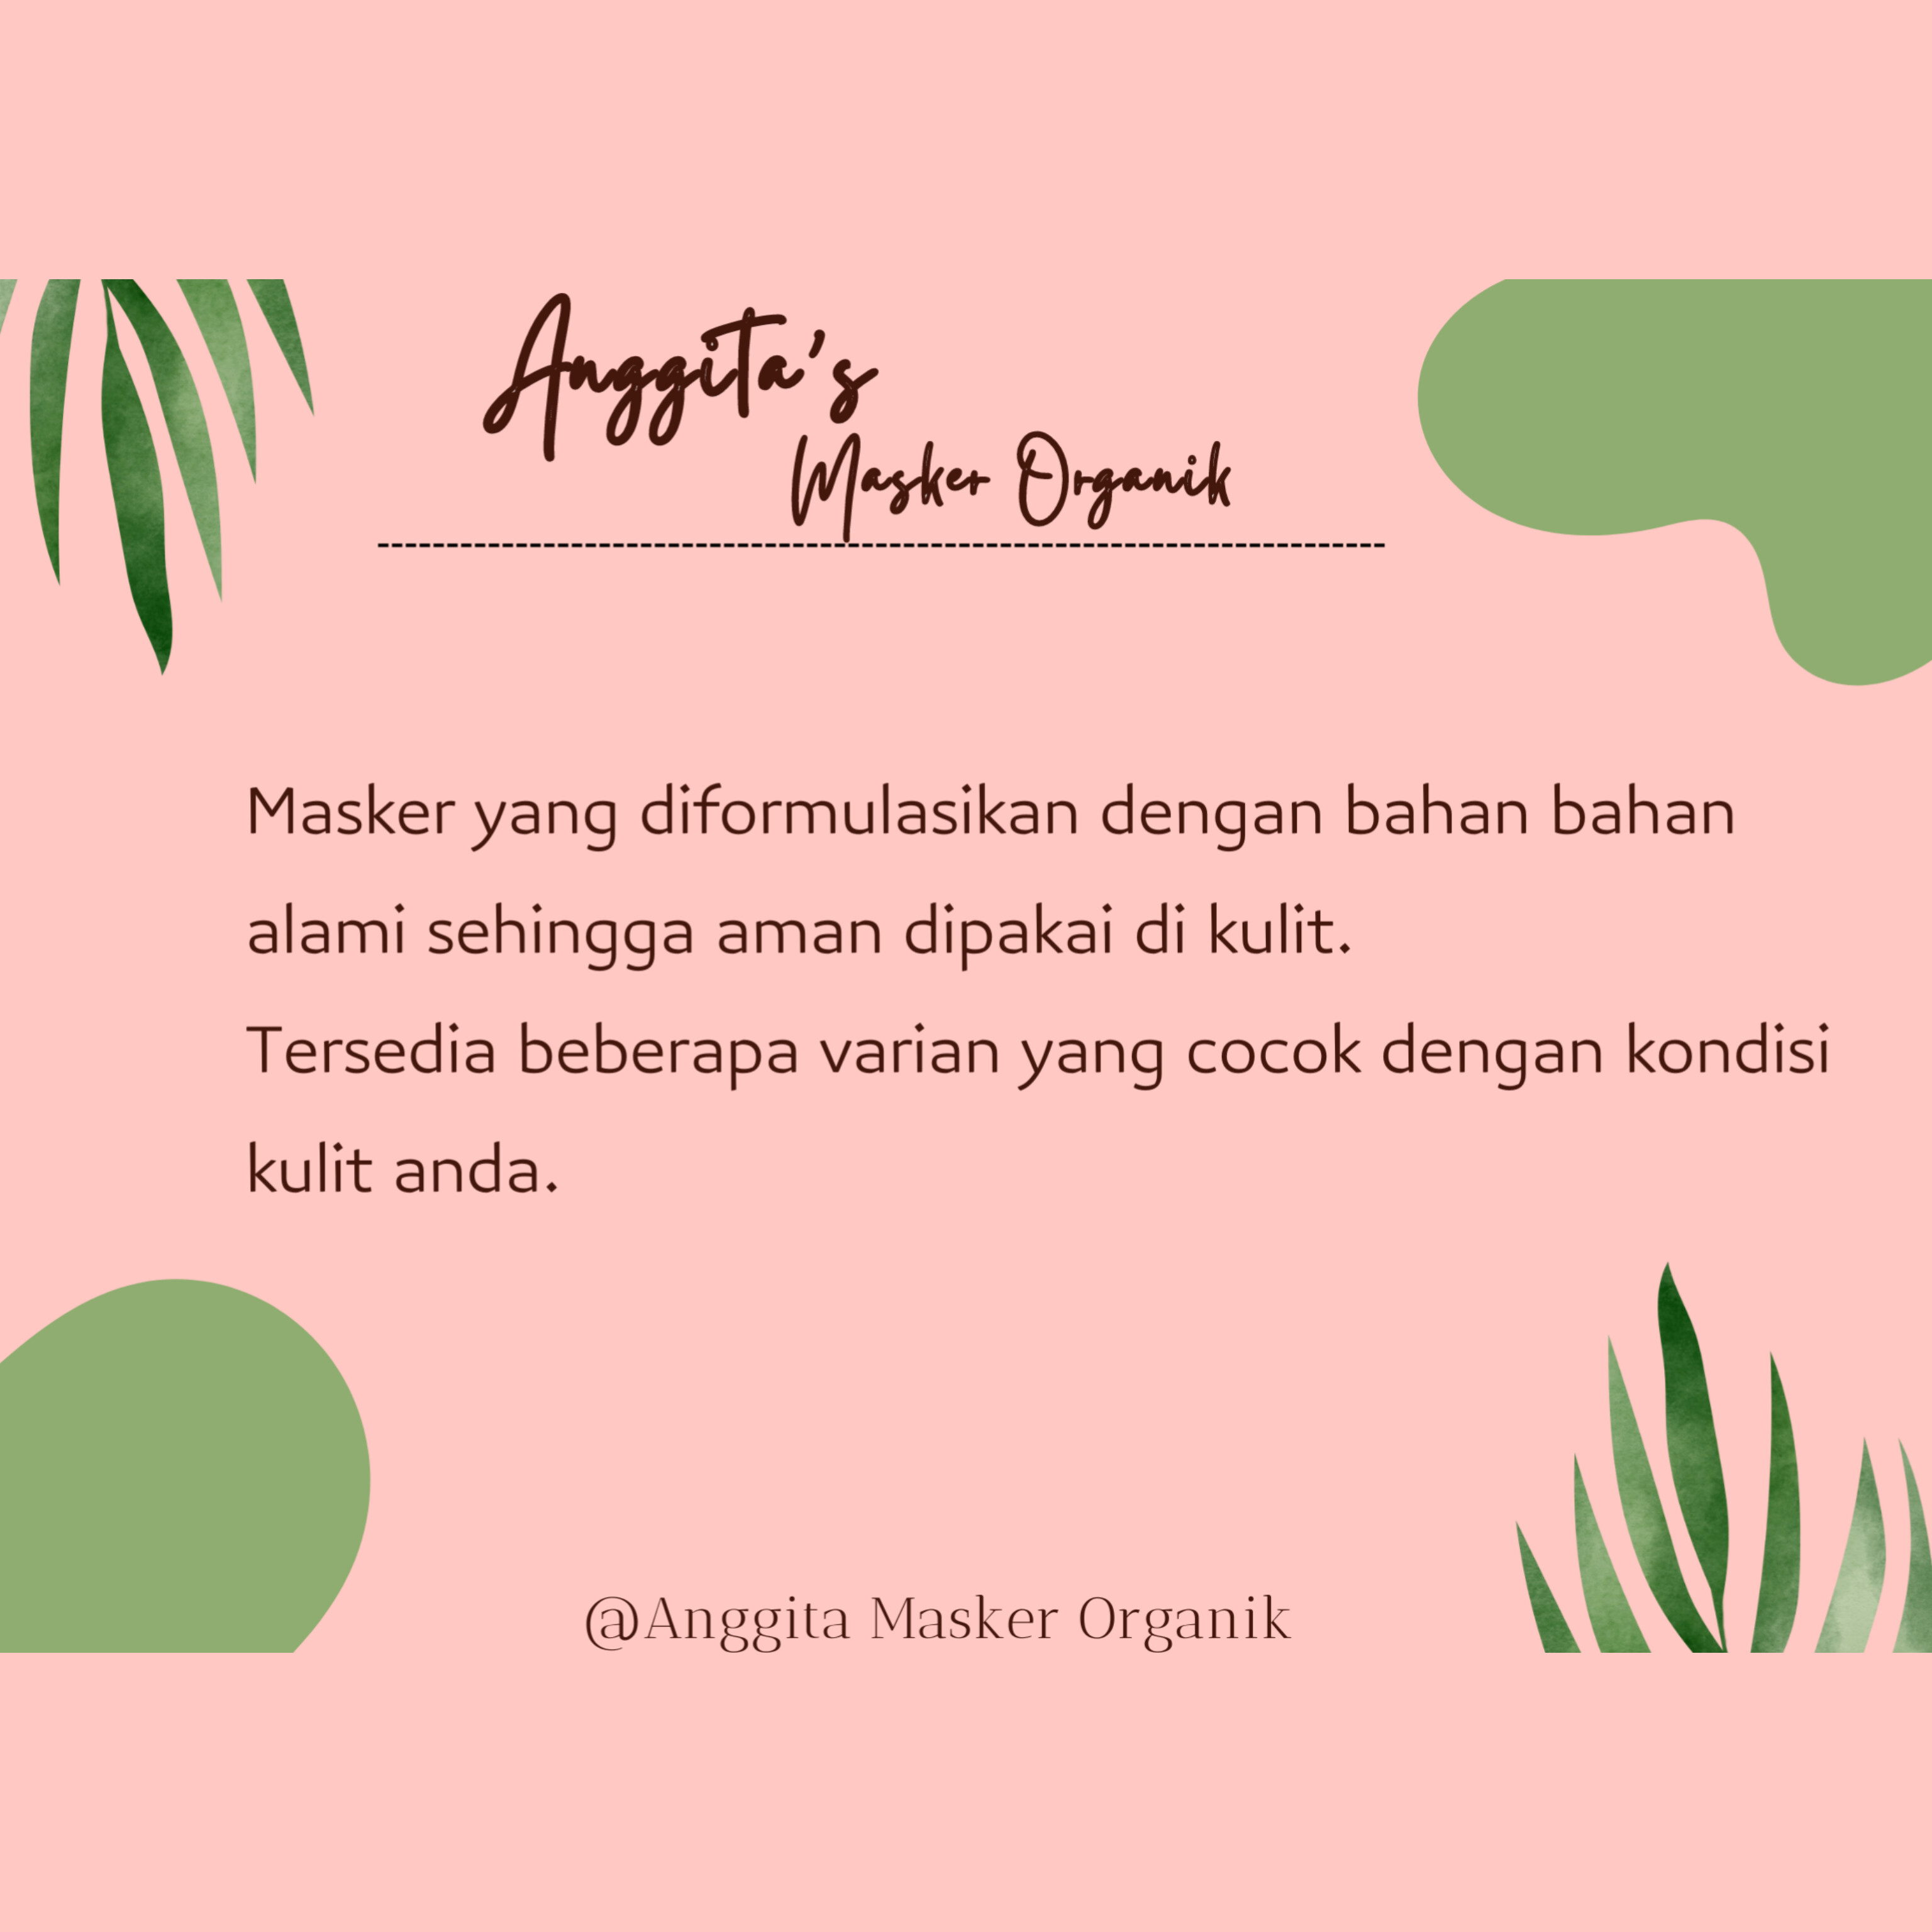 Anggita's
Masker Organik
Masker yang diformulasikan dengan bahan bahan
alami sehingga aman dipakai di kulit.
Tersedia beberapa varian yang cocok dengan kondisi
kulit anda.
@Anggita Masker Organik